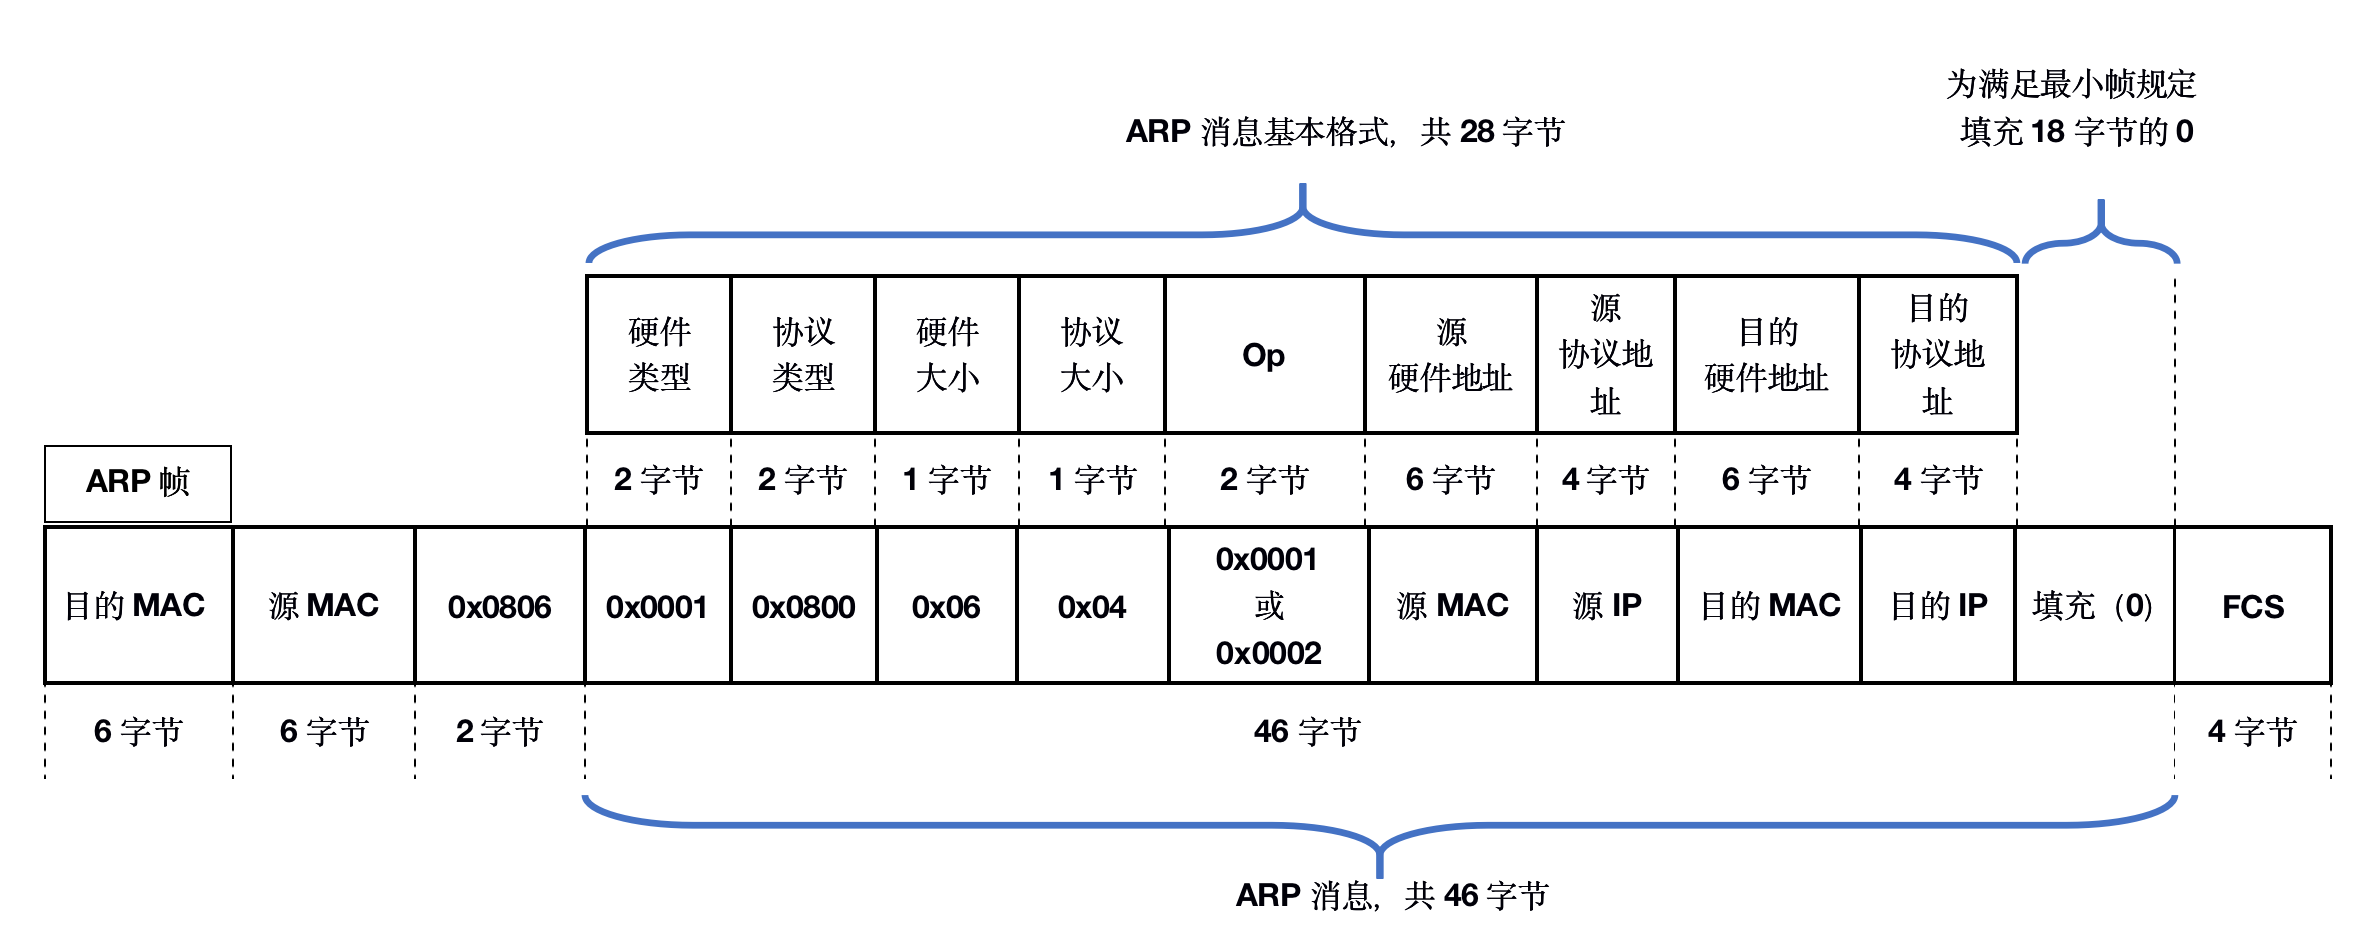 为满足最小帧规定
填充 18 字节的 0
ARP 消息基本格式，共 28 字节
硬件
类型
协议
类型
硬件
大小
协议
大小
Op
源
硬件地址
源
协议地
址
目的
硬件地址
目的
协议地
址
ARP 帧
2 字节
2 字节
1 字节
1 字节
2 字节
6 字节
4 字节
6 字节
4 字节
目的 MAC
源 MAC
0x0806
0x0001
0x0800
0x06
0x04
0x0001
或
0x0002
源 MAC
源 IP
目的 MAC
目的 IP
填充（0）
FCS
6 字节
6 字节
2 字节
46 字节
4 字节
ARP 消息，共 46 字节